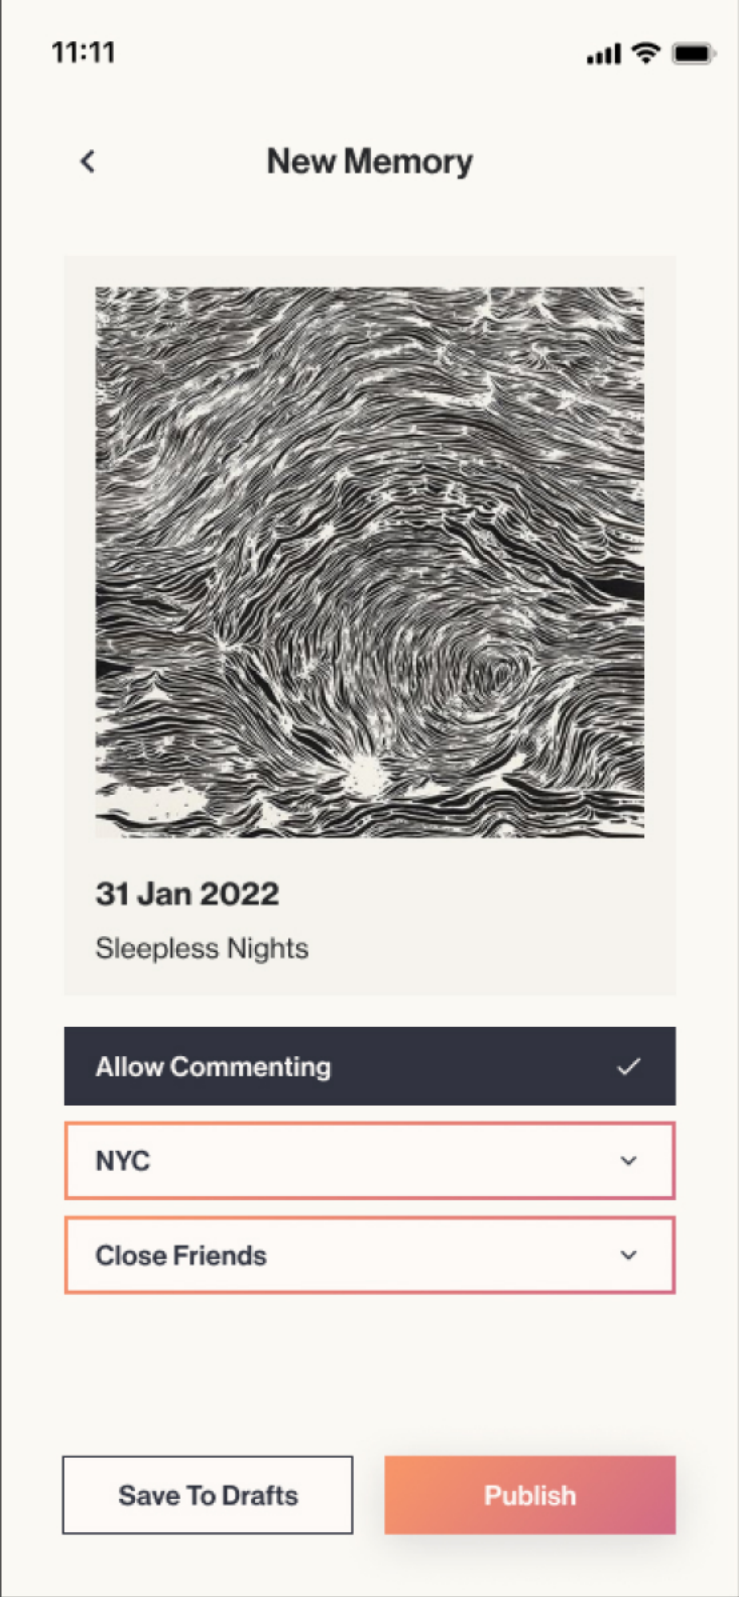 11:11
New Memory
31 Jan 2022
Sleepless Nights
Allow Commenting
NYC
Close Friends
Save To Drafts
Publish